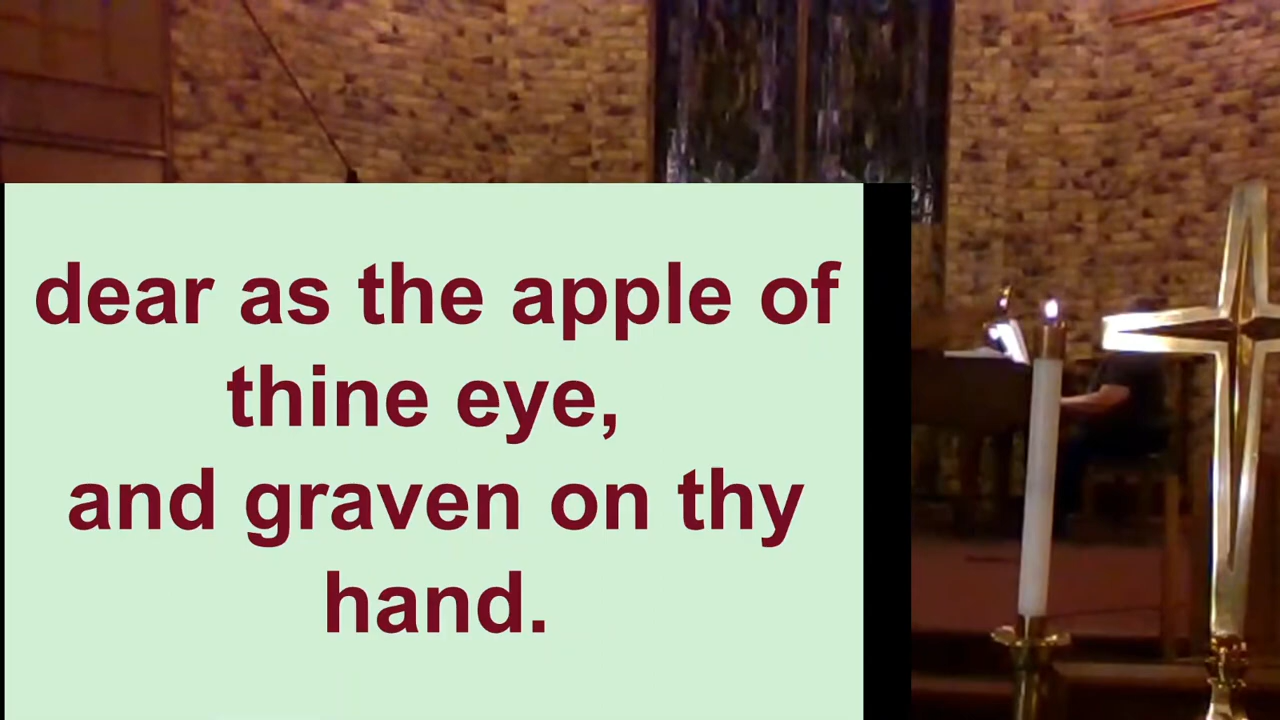 dear as the apple of
thine eye,
and graven on thy
hand.